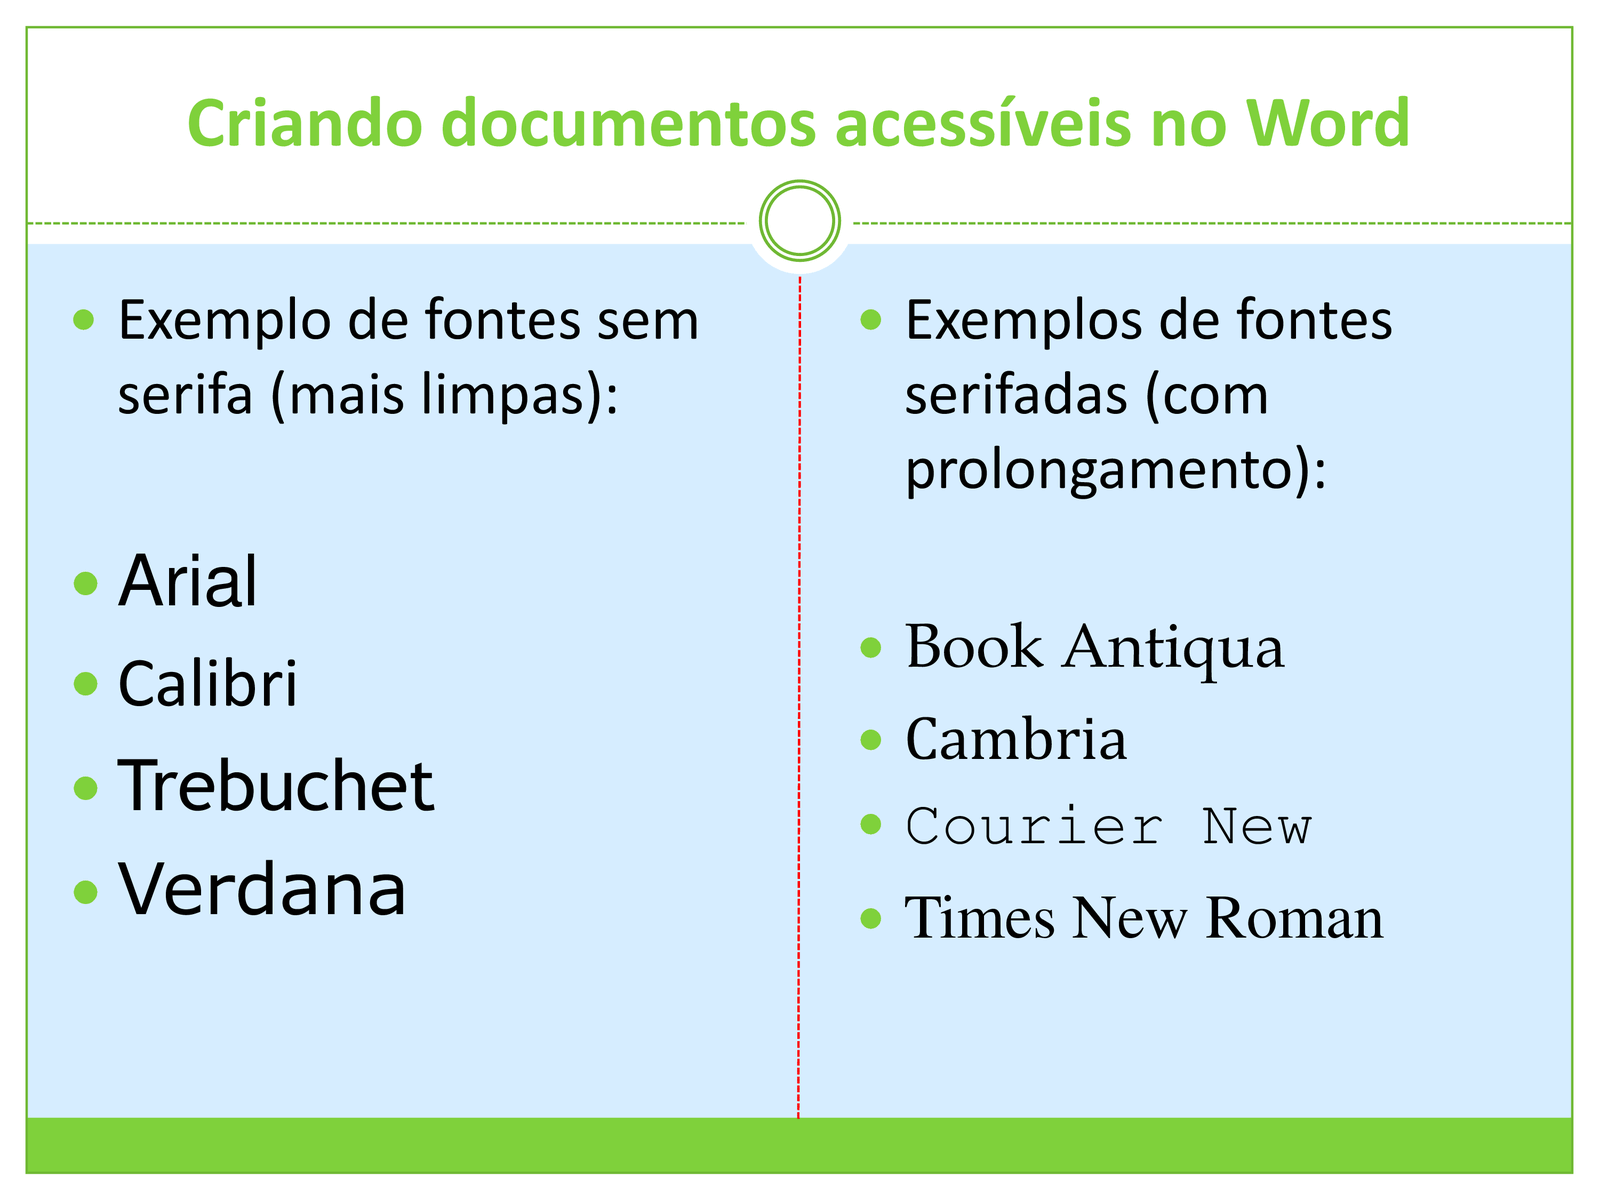 Criando documentos acessíveis no Word
• Exemplo de fontes sem
serifa (mais limpas):
• Arial
• Calibri
• Trebuchet
• Verdana
• Exemplos de fontes
serifadas (com
prolongamento):
• Book Antiqua
• Cambria
• Courier New
• Times New Roman